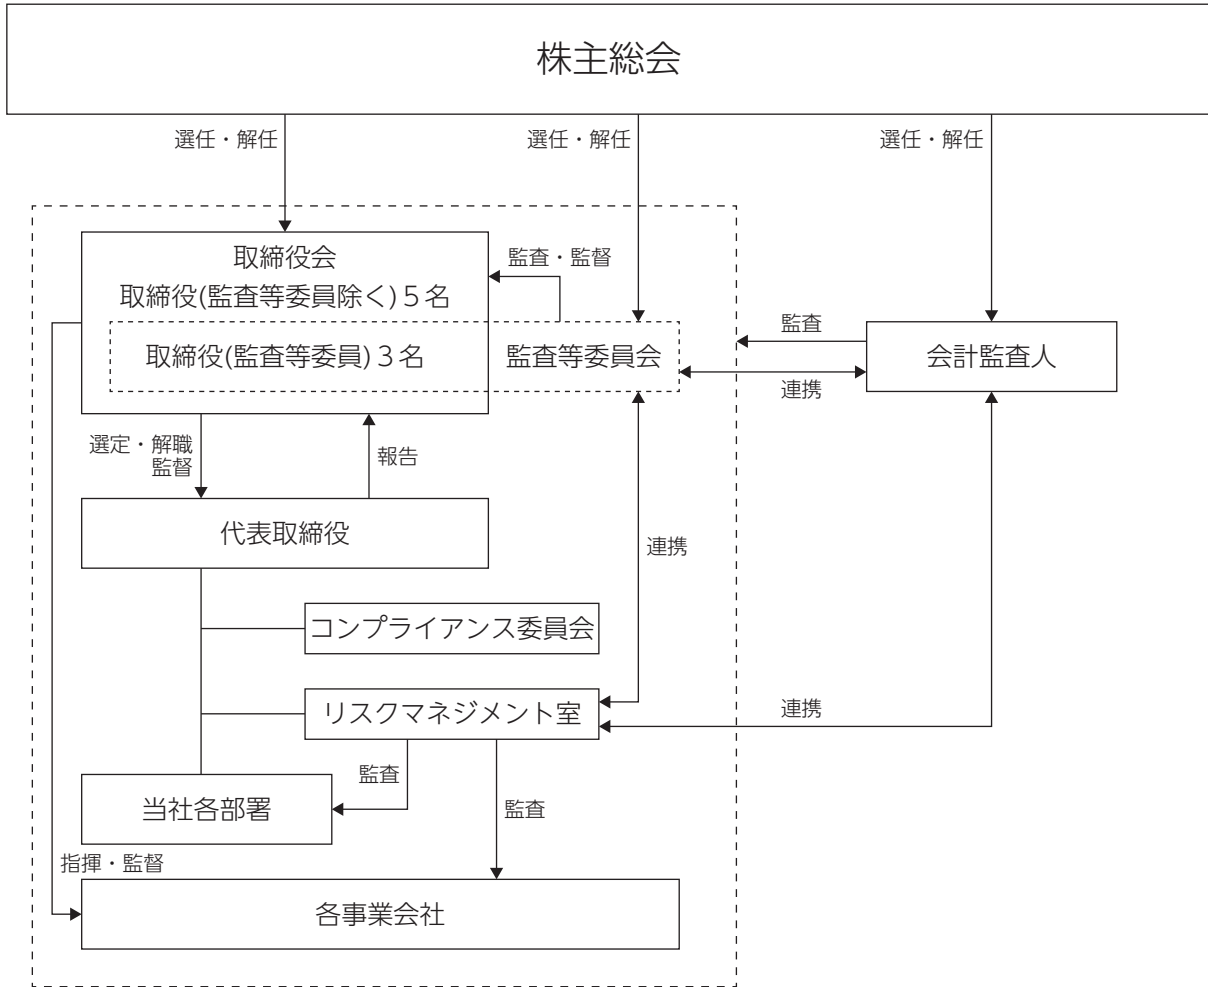 株主総会
選任・解任
選任・解任
選任・解任
取締役会
取締役(監査等委員除く)５名
監査・監督
取締役(監査等委員)３名
監査等委員会
監査
会計監査人
連携
選定・解職
監督
報告
代表取締役
連携
コンプライアンス委員会
リスクマネジメント室
連携
監査
当社各部署
監査
指揮・監督
各事業会社